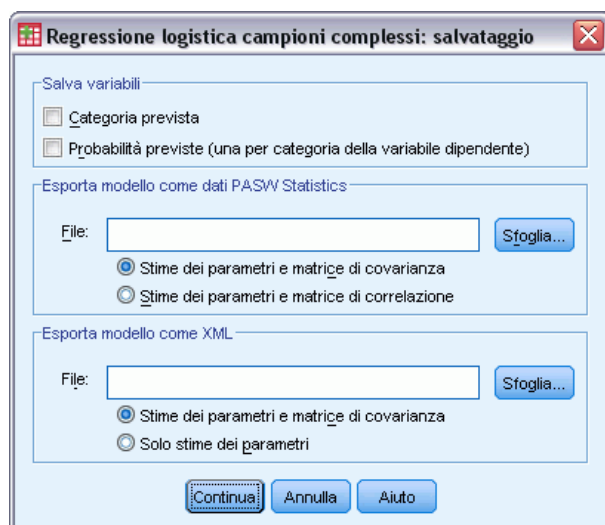 Regressione logistica campioni complessi: salvataggio
Salva variabili
Categoria prevista
Probabilità previste (una per categoria della variabile dipendente)
Esporta modello come dati PASW Statistics
File:
Sfoglia...
Stime dei parametri e matrice di covarianza
Stime dei parametri e matrice di correlazione
Esporta modello come XML
File:
Sfoglia...
Stime dei parametri e matrice di covarianza
Solo stime dei parametri
Continua Annulla Aiuto